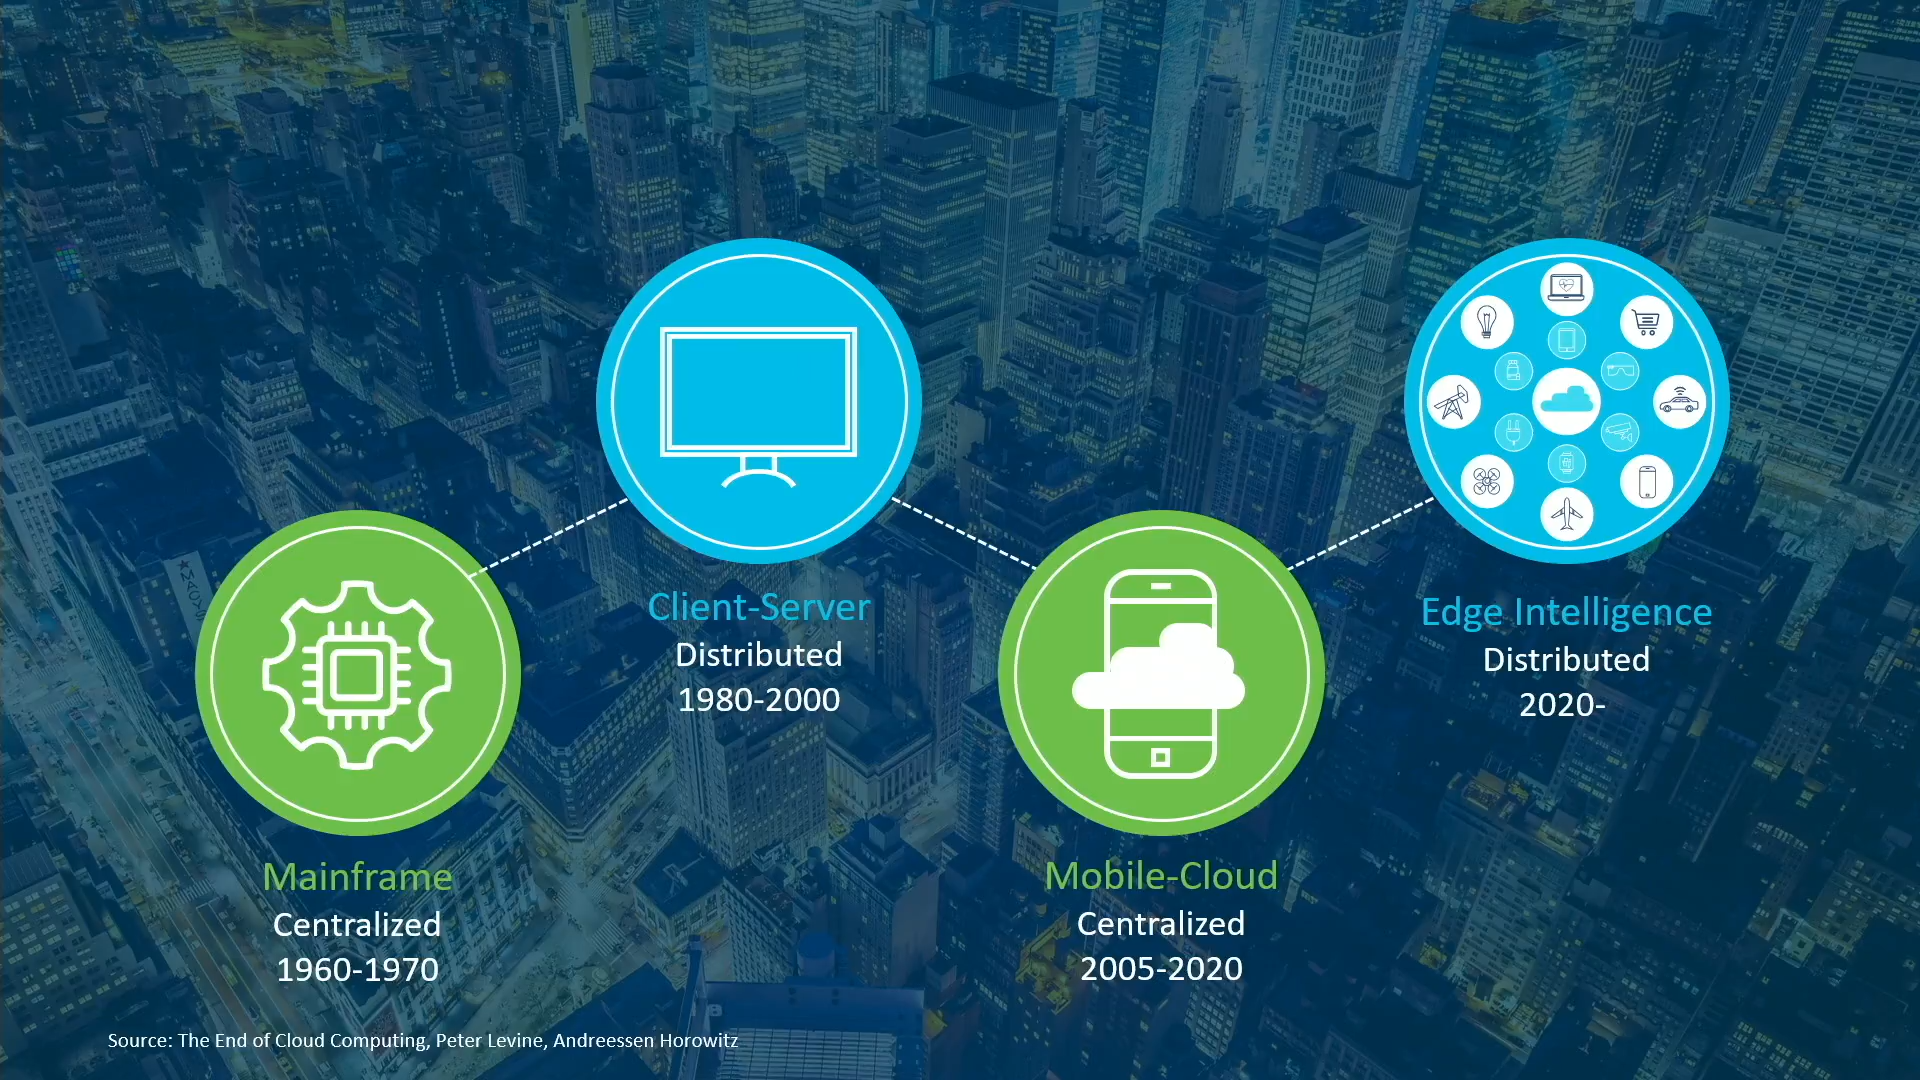 Client-Server
Distributed
1980-2000
Edge Intelligence
Distributed
2020-
MACYS
Mainframe
Centralized
1960-1970
Mobile-Cloud
Centralized
2005-2020
Source: The End of Cloud Computing, Peter Levine, Andreessen Horowitz